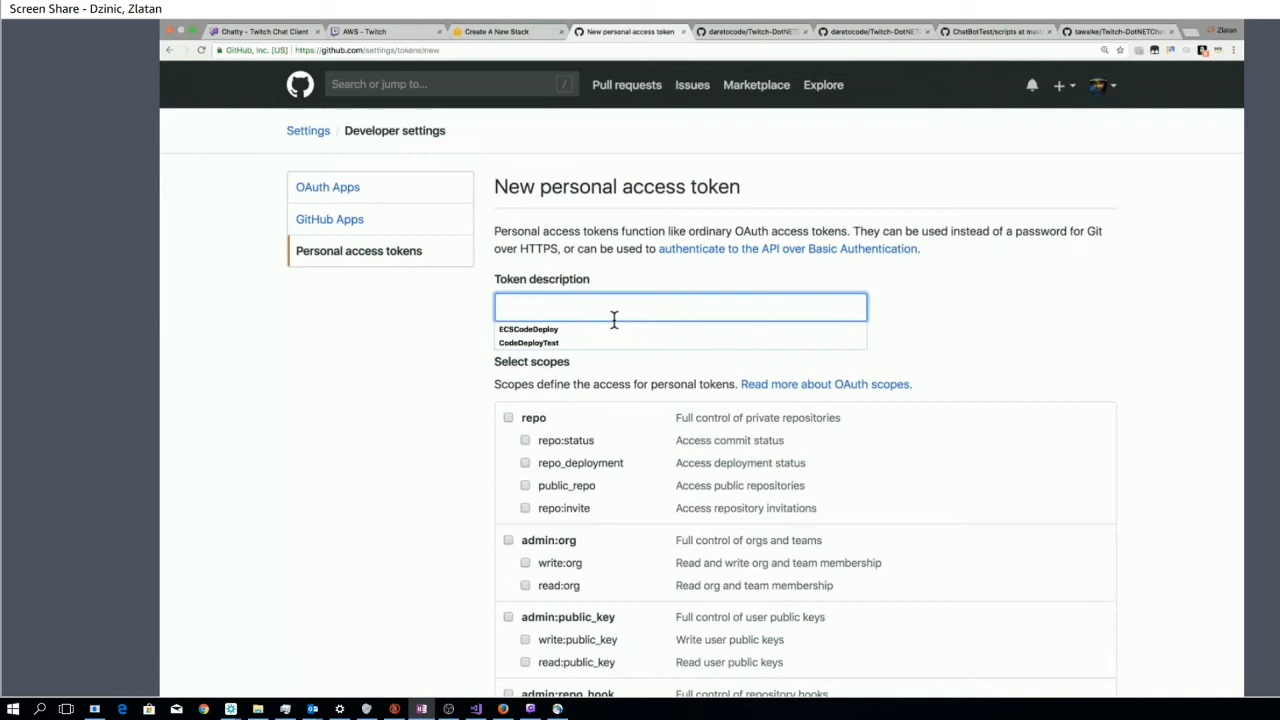 Screen Share - Dzinic, Zlatan
Chatty - Twitch Chat Client
AWS - Twitch
Create A New Stack
New personal access token
daretocode/Twitch-DotNET
daretocode/Twitch-DotNETC
ChatBotTest/scripts at mast
tawalke/Twitch-DotNETCh
Zlatan
GitHub, Inc. [US] https://github.com/settings/tokens/new
Search or jump to...
/
Pull requests
Issues
Marketplace
Explore
Settings / Developer settings
OAuth Apps
GitHub Apps
Personal access tokens
New personal access token
Personal access tokens function like ordinary OAuth access tokens. They can be used instead of a password for Git
over HTTPS, or can be used to authenticate to the API over Basic Authentication.
Token description
ECSCodeDeploy
CodeDeployTest
Select scopes
Scopes define the access for personal tokens. Read more about OAuth scopes.
repo Full control of private repositories
repo:status Access commit status
repo_deployment Access deployment status
public_repo Access public repositories
repo:invite Access repository invitations
admin:org Full control of orgs and teams
write:org Read and write org and team membership
read:org Read org and team membership
admin:public_key Full control of user public keys
write:public_key Write user public keys
read:public_key Read user public keys
admin:repo_hook Full control of repository hooks